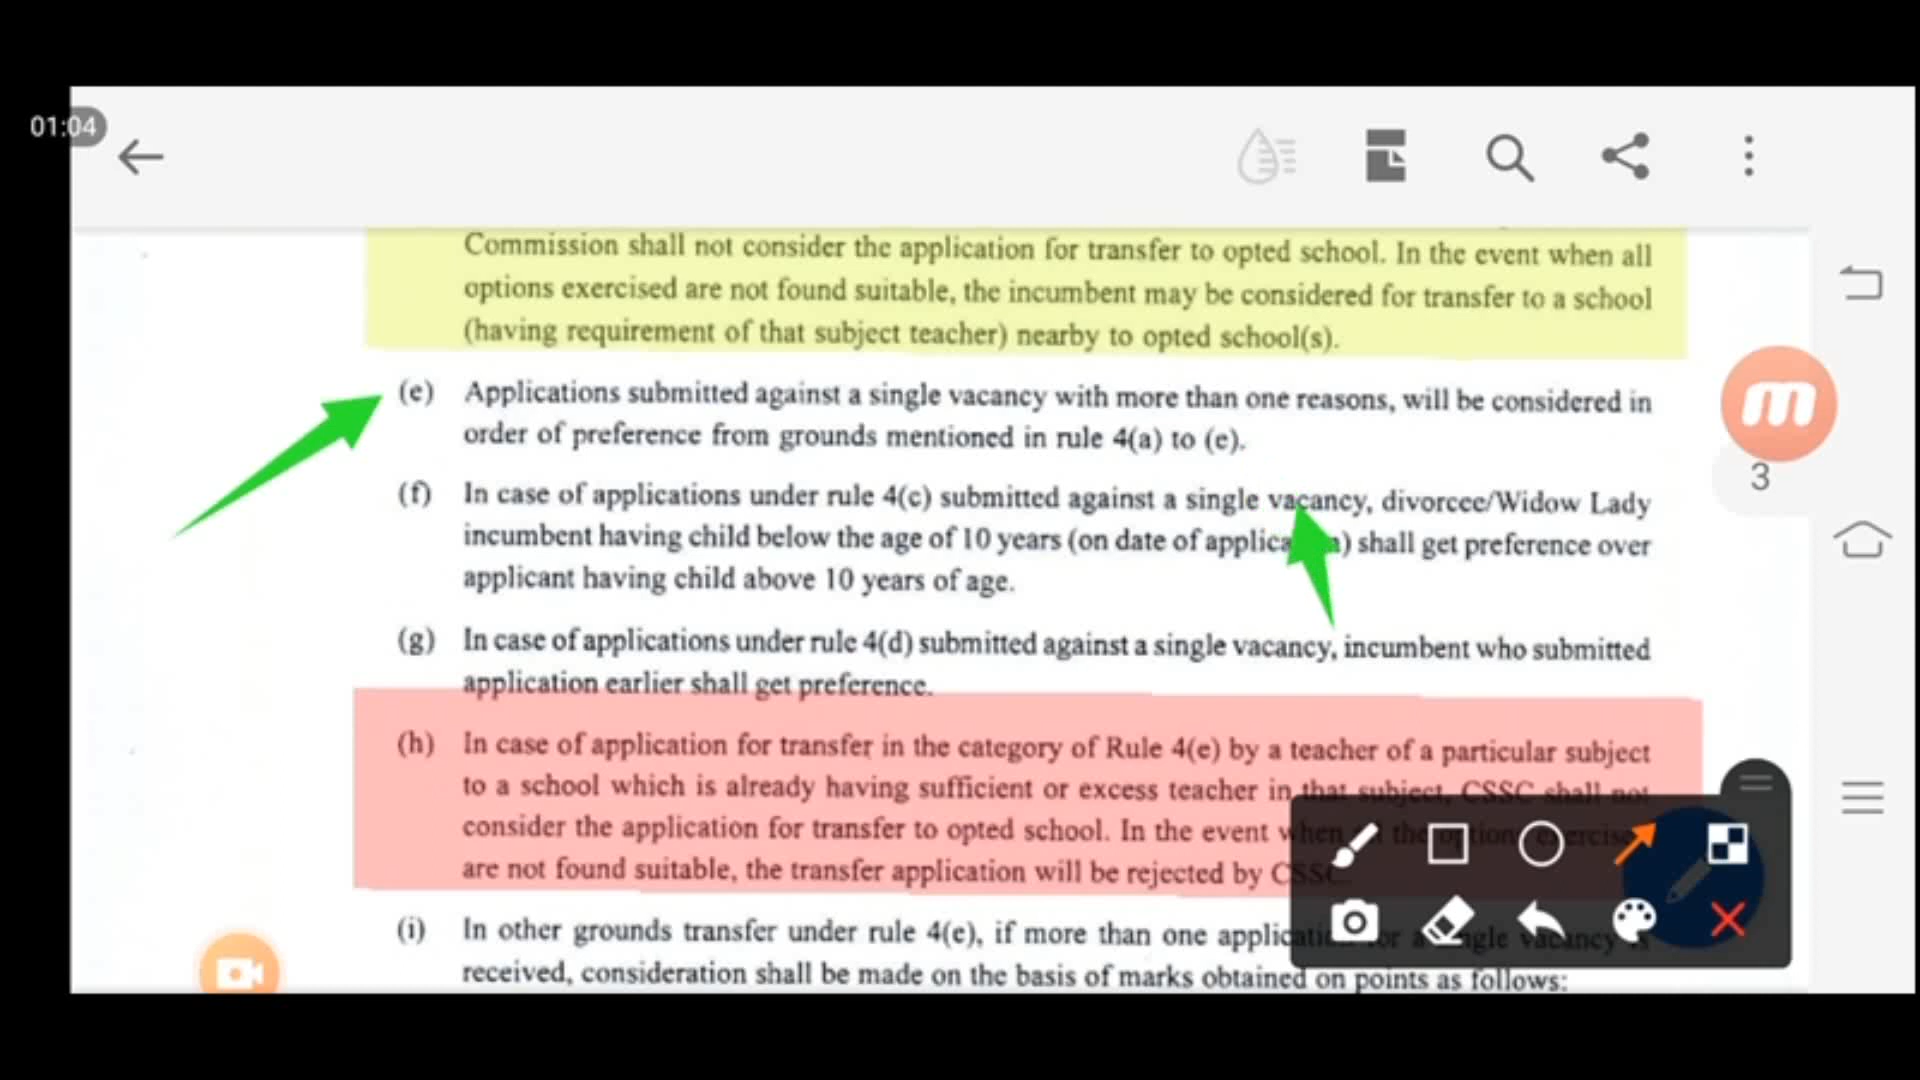 01:04
Commission shall not consider the application for transfer to opted school. In the event when all
options exercised are not found suitable, the incumbent may be considered for transfer to a school
(having requirement of that subject teacher) nearby to opted school(s).
(e) Applications submitted against a single vacancy with more than one reasons, will be considered in
order of preference from grounds mentioned in rule 4(a) to (e).
3
(f) In case of applications under rule 4(c) submitted against a single vacancy, divorcee/Widow Lady
incumbent having child below the age of 10 years (on date of shall get preference over
applicant having child above 10 years of age.
(g) In case of applications under rule 4(d) submitted against a single vacancy, incumbent who submitted
application earlier shall get preference.
(h) In case of application for transfer in the category of Rule 4(e) by a teacher of a particular subject
to a school which is already having sufficient or excess teacher in that subject, CSSC shall not
consider the application for transfer to opted school. In the event when the
are not found suitable, the transfer application will be rejected by CSSC.
(i) In other grounds transfer under rule 4(e), if more than one vacancy
received, consideration shall be made on the basis of marks obtained on points as follows: